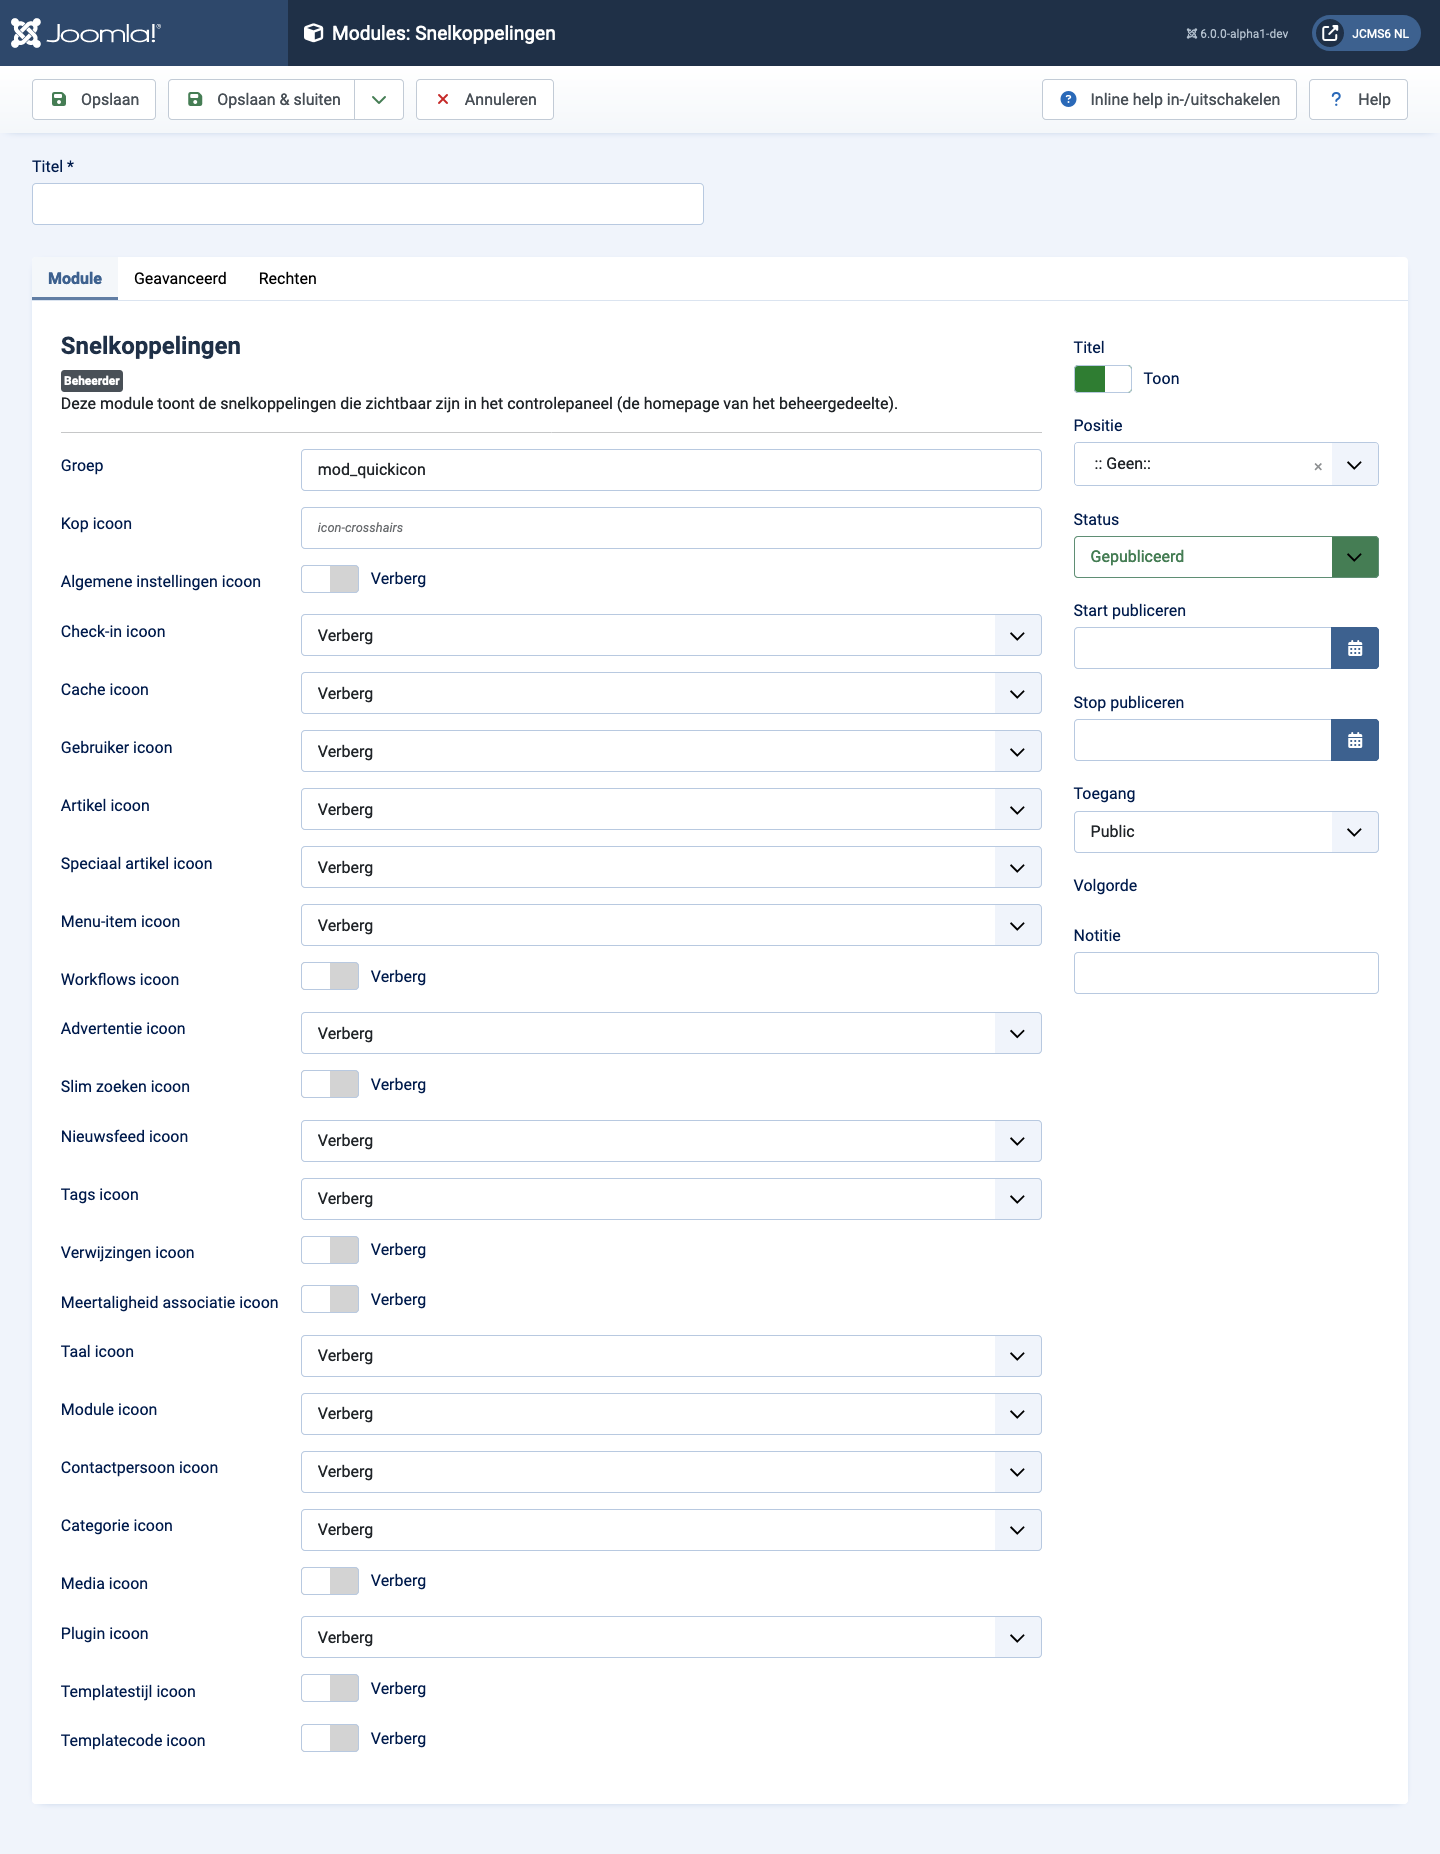 Joomla!®
Modules: Snelkoppelingen
6.0.0-alpha1-dev
JCMS6 NL
Opslaan
Opslaan & sluiten
Annuleren
Inline help in-/uitschakelen
? Help
Titel *
Module
Geavanceerd
Rechten
Snelkoppelingen
Beheerder
Deze module toont de snelkoppelingen die zichtbaar zijn in het controlepaneel (de homepage van het beheergedeelte).
Groep
mod_quickicon
Kop icoon
icon-crosshairs
Algemene instellingen icoon
Verberg
Check-in icoon
Verberg
Cache icoon
Verberg
Gebruiker icoon
Verberg
Artikel icoon
Verberg
Speciaal artikel icoon
Verberg
Menu-item icoon
Verberg
Workflows icoon
Verberg
Advertentie icoon
Verberg
Slim zoeken icoon
Verberg
Nieuwsfeed icoon
Verberg
Tags icoon
Verberg
Verwijzingen icoon
Verberg
Meertaligheid associatie icoon
Verberg
Taal icoon
Verberg
Module icoon
Verberg
Contactpersoon icoon
Verberg
Categorie icoon
Verberg
Media icoon
Verberg
Plugin icoon
Verberg
Templatestijl icoon
Verberg
Templatecode icoon
Verberg
Titel
Toon
Positie
:: Geen::
Status
Gepubliceerd
Start publiceren
Stop publiceren
Toegang
Public
Volgorde
Notitie